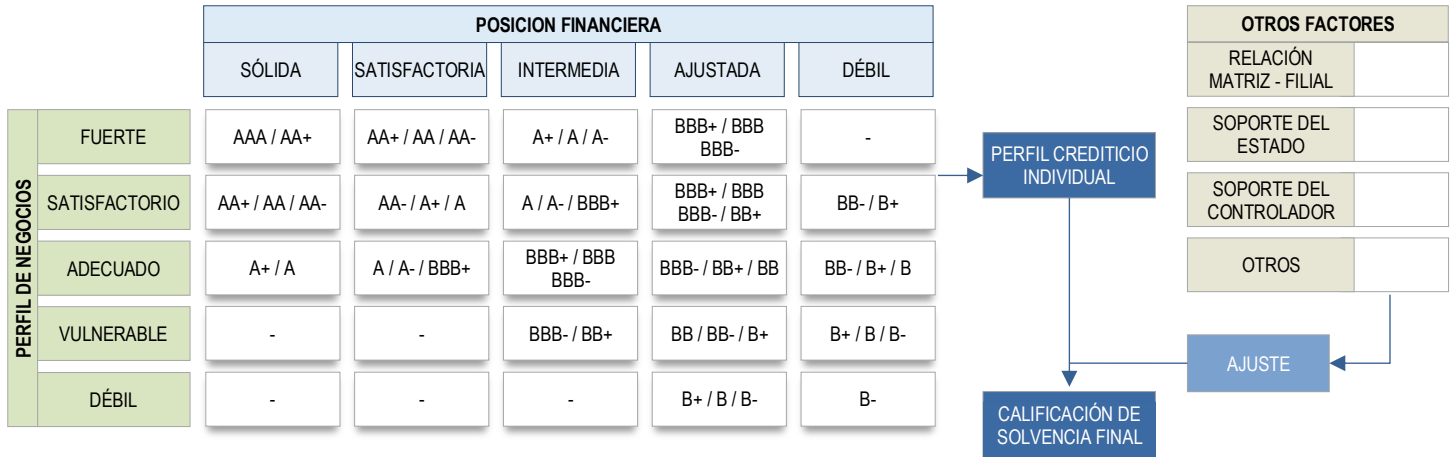 POSICION FINANCIERA
SÓLIDA
SATISFACTORIA
INTERMEDIA
AJUSTADA
DÉBIL
PERFIL DE NEGOCIOS
FUERTE
AAA / AA+
AA+ / AA / AA-
A+ / A / A-
BBB+ / BBB
BBB-
-
SATISFACTORIO
AA+ / AA / AA-
AA- / A+ / A
A / A- / BBB+
BBB+ / BBB
BBB- / BB+
BB- / B+
ADECUADO
A+ / A
A / A- / BBB+
BBB+ / BBB
BBB-
BBB- / BB+ / BB
BB- / B+ / B
VULNERABLE
-
-
BBB- / BB+
BB / BB- / B+
B+ / B / B-
DÉBIL
-
-
-
B+ / B / B-
B-
PERFIL CREDITICIO
INDIVIDUAL
CALIFICACIÓN DE
SOLVENCIA FINAL
OTROS FACTORES
RELACIÓN
MATRIZ - FILIAL
SOPORTE DEL
ESTADO
SOPORTE DEL
CONTROLADOR
OTROS
AJUSTE